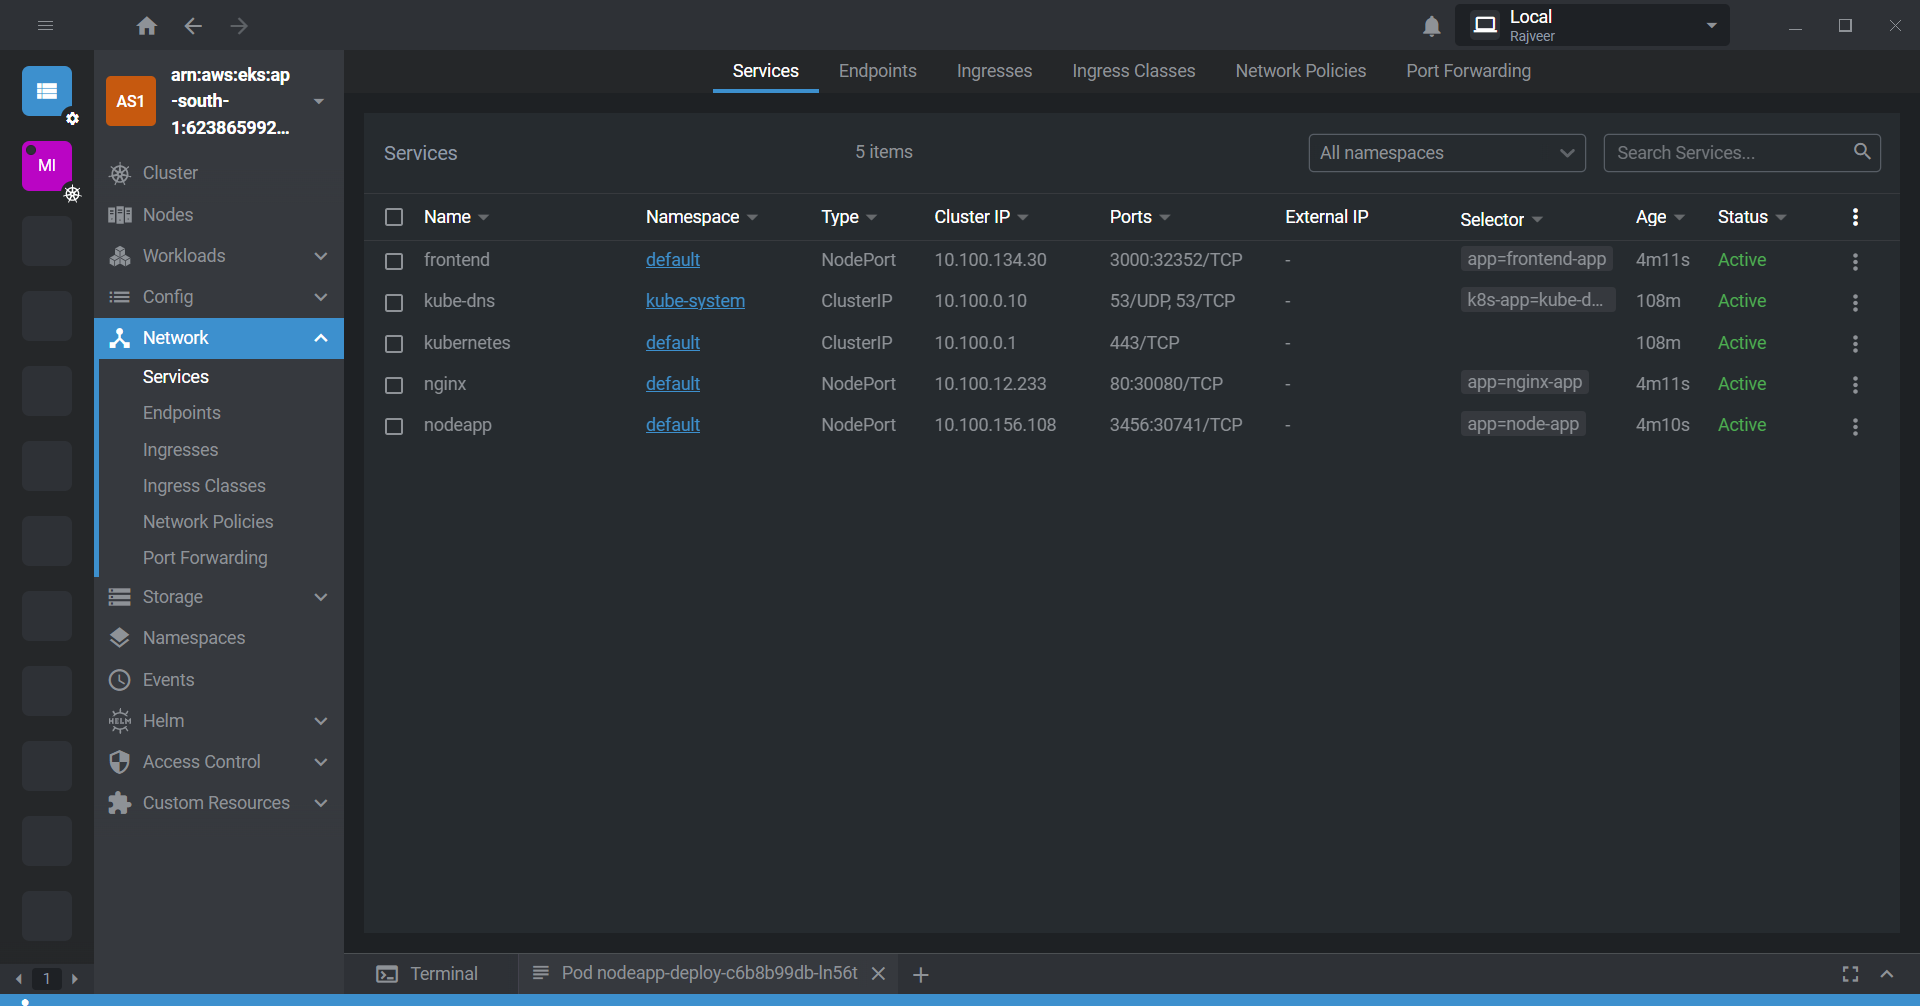 Local
Rajveer
AS1
arn:aws:eks:ap
-south-
1:623865992...
MI
Cluster
Nodes
Workloads
Config
Network
Services
Endpoints
Ingresses
Ingress Classes
Network Policies
Port Forwarding
Storage
Namespaces
Events
HELM Helm
Access Control
Custom Resources
1
Services Endpoints Ingresses Ingress Classes Network Policies Port Forwarding
Services 5 items All namespaces Search Services...
Name Namespace Type Cluster IP Ports External IP Selector Age Status
frontend default NodePort 10.100.134.30 3000:32352/TCP - app=frontend-app 4m11s Active
kube-dns kube-system ClusterIP 10.100.0.10 53/UDP, 53/TCP - k8s-app=kube-d... 108m Active
kubernetes default ClusterIP 10.100.0.1 443/TCP - 108m Active
nginx default NodePort 10.100.12.233 80:30080/TCP - app=nginx-app 4m11s Active
nodeapp default NodePort 10.100.156.108 3456:30741/TCP - app=node-app 4m10s Active
Terminal Pod nodeapp-deploy-c6b8b99db-ln56t